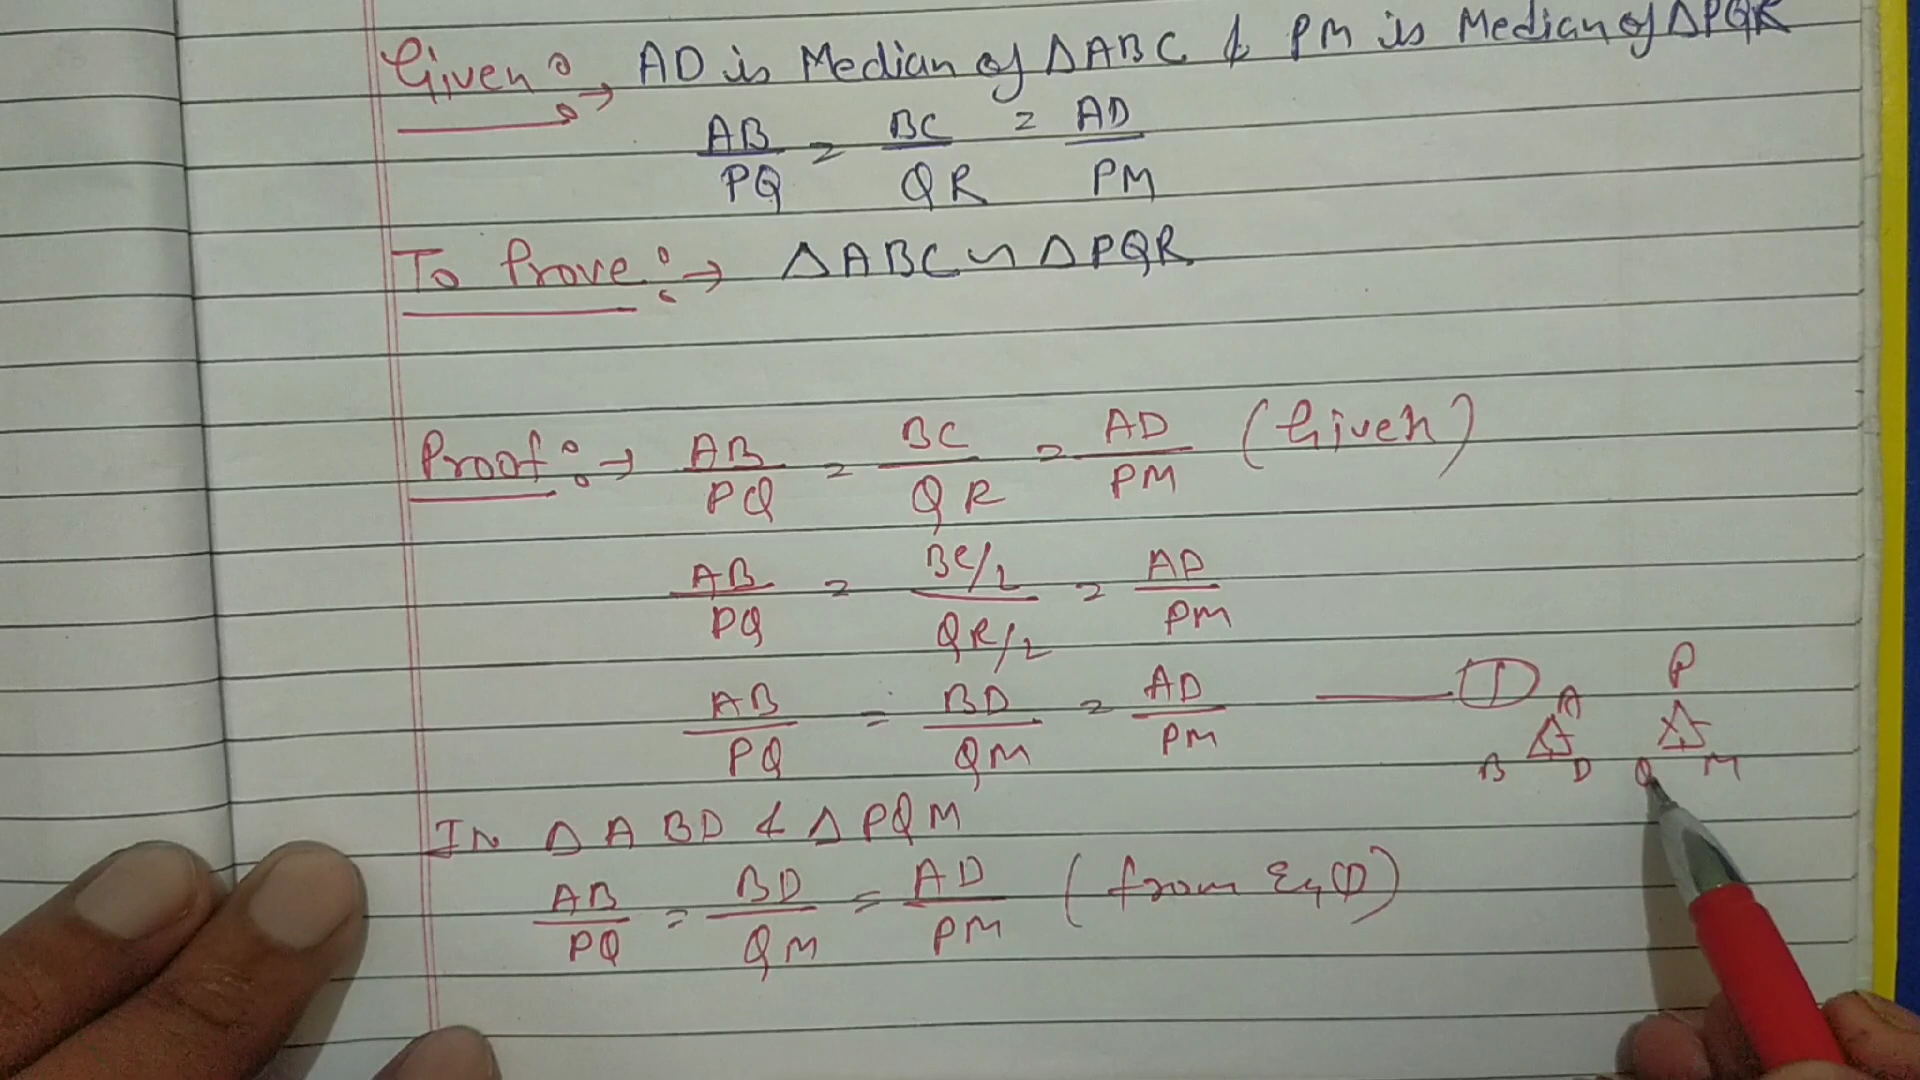 Given :→ AD is Median of ΔABC & PM is Median of ΔPQR
AB/PQ = BC/QR = AD/PM
To Prove :→ ΔABC ∽ ΔPQR
Proof :→ AB/PQ = BC/QR = AD/PM (Given)
AB/PQ = BC/2 / QR/2 = AD/PM
AB/PQ = BD/QM = AD/PM —— ①
A P
B D Q M
In Δ ABD & Δ PQM
AB/PQ = BD/QM = AD/PM (from Eq ①)